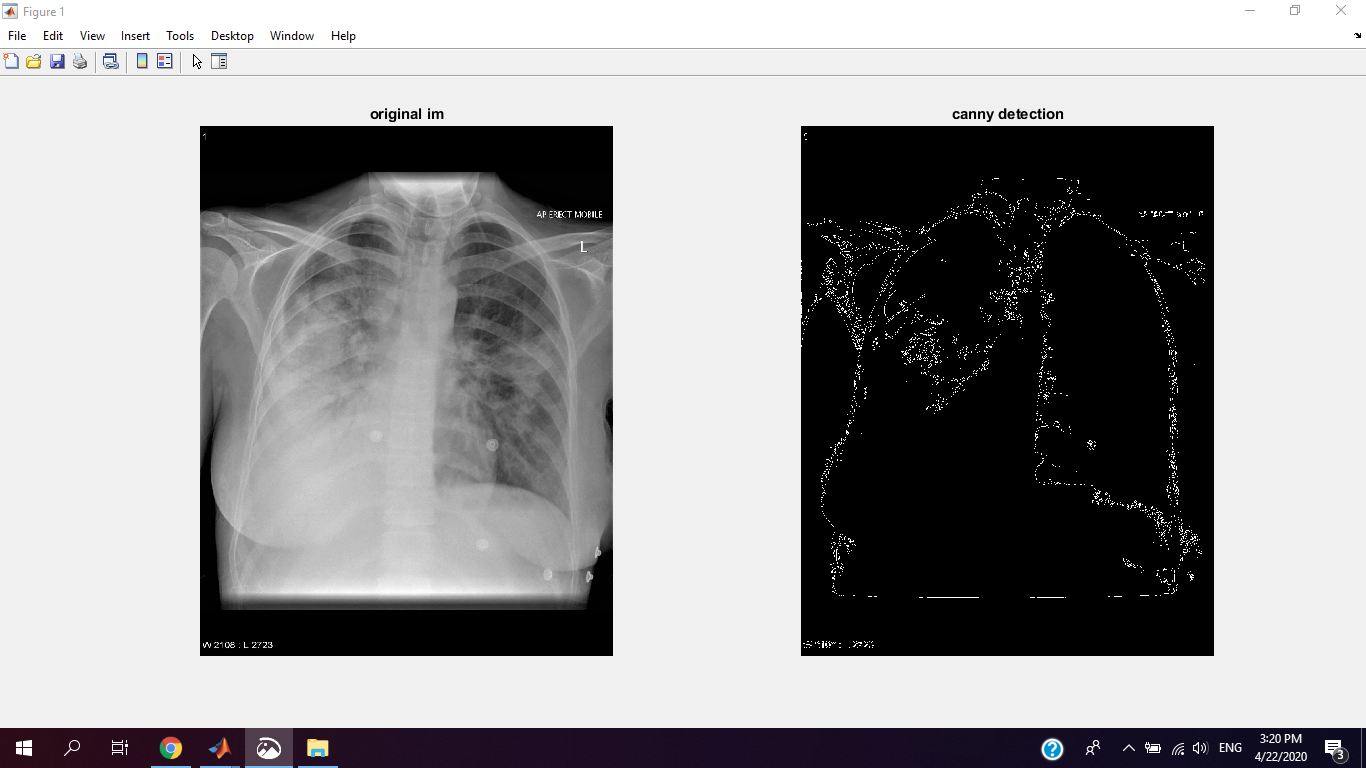 Figure 1
File Edit View Insert Tools Desktop Window Help
original im
canny detection
1
AP ERECT MOBILE
L
W 2108 : L 2723
ENG
3:20 PM
4/22/2020
3